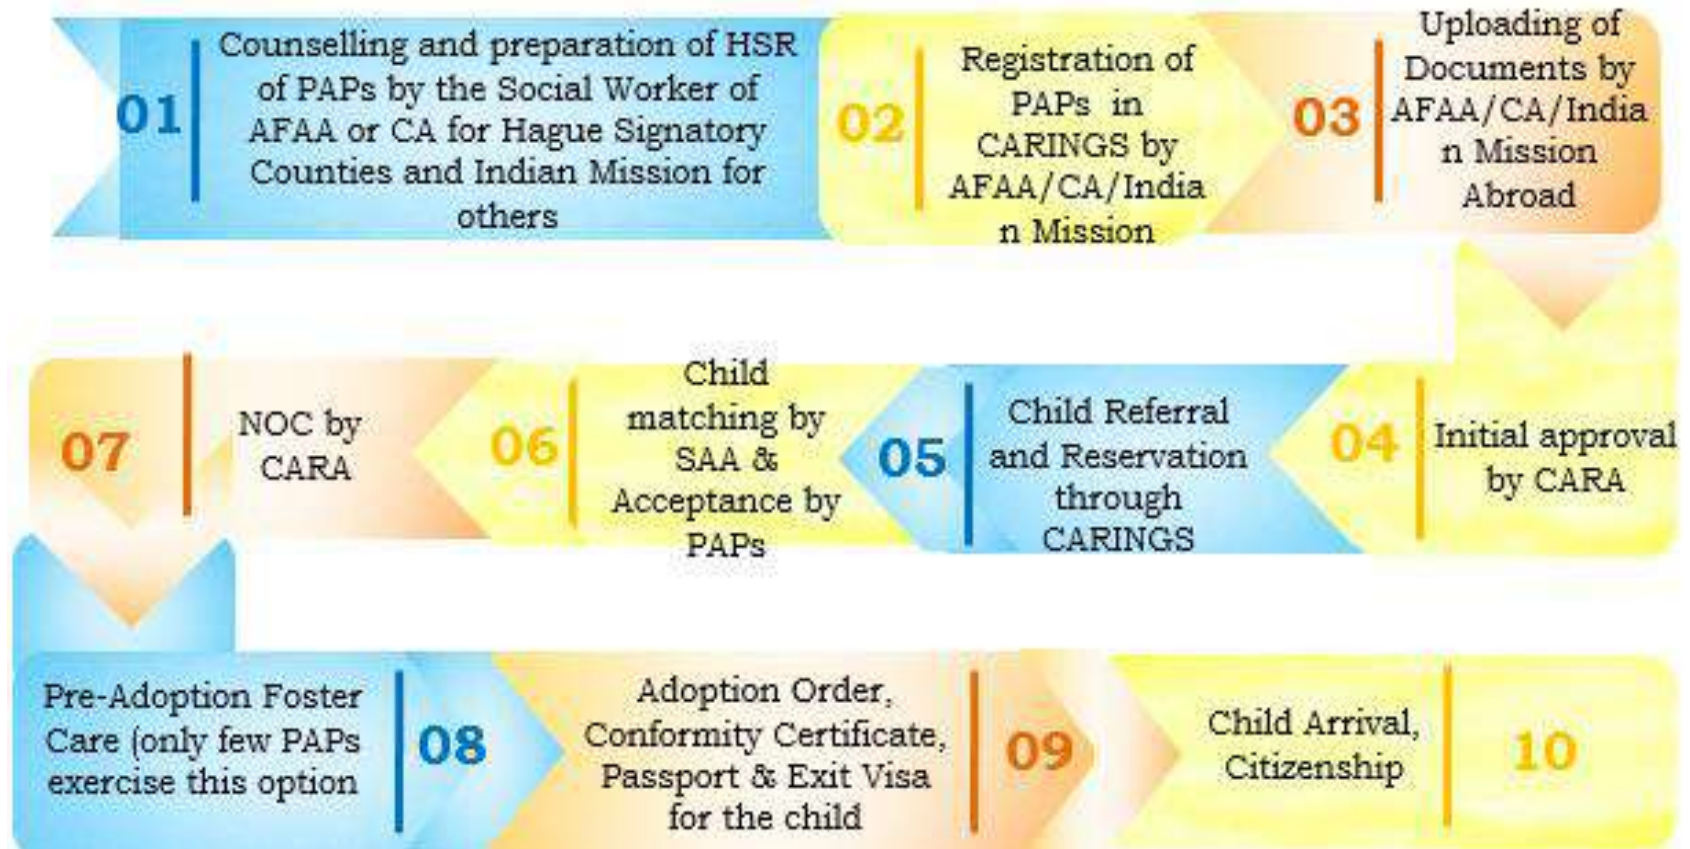 01
Counselling and preparation of HSR
of PAPs by the Social Worker of
AFAA or CA for Hague Signatory
Counties and Indian Mission for
others
02
Registration of
PAPs in
CARINGS by
AFAA/CA/India
n Mission
03
Uploading of
Documents by
AFAA/CA/India
n Mission
Abroad
04
Initial approval
by CARA
05
Child Referral
and Reservation
through
CARINGS
06
Child
matching by
SAA &
Acceptance by
PAPs
07
NOC by
CARA
Pre-Adoption Foster
Care (only few PAPs
exercise this option
08
Adoption Order,
Conformity Certificate,
Passport & Exit Visa
for the child
09
Child Arrival,
Citizenship
10